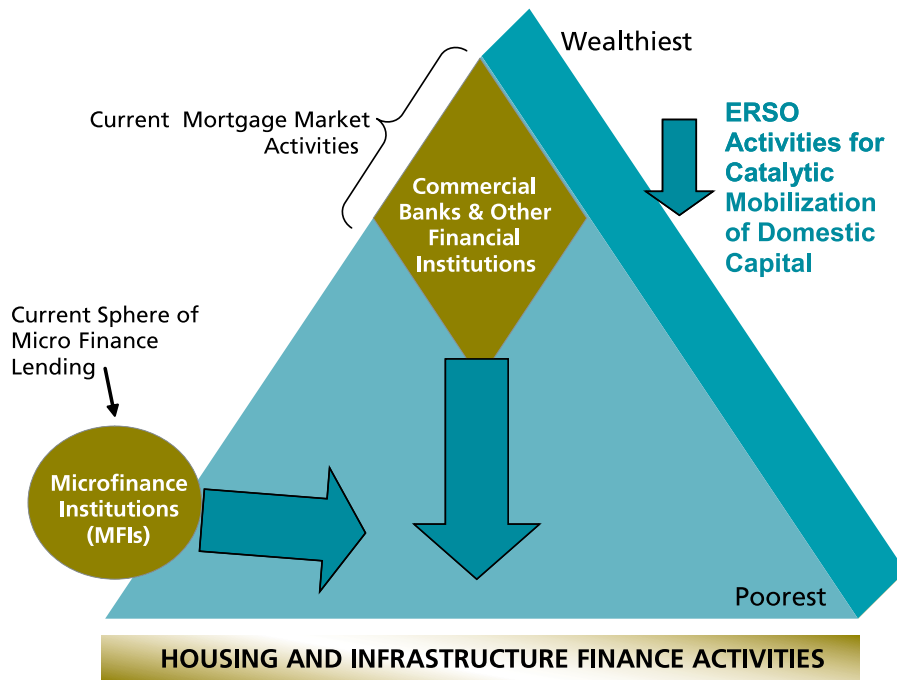 Wealthiest
Current Mortgage Market
Activities
ERSO
Activities for
Catalytic
Mobilization
of Domestic
Capital
Commercial
Banks & Other
Financial
Institutions
Current Sphere of
Micro Finance
Lending
Microfinance
Institutions
(MFIs)
Poorest
HOUSING AND INFRASTRUCTURE FINANCE ACTIVITIES